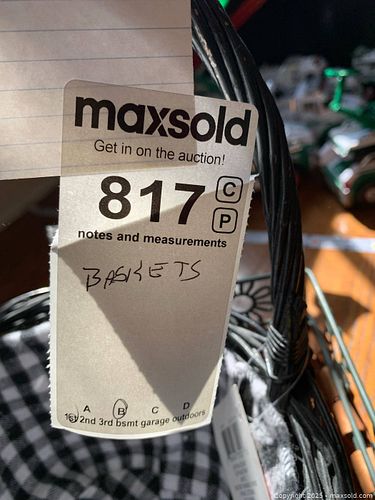 maxsold
Get in on the auction!
817 C
P
notes and measurements
BASKETS
A B C D
1st 2nd 3rd bsmt garage outdoors
Copyright 2025 - maxsold.com